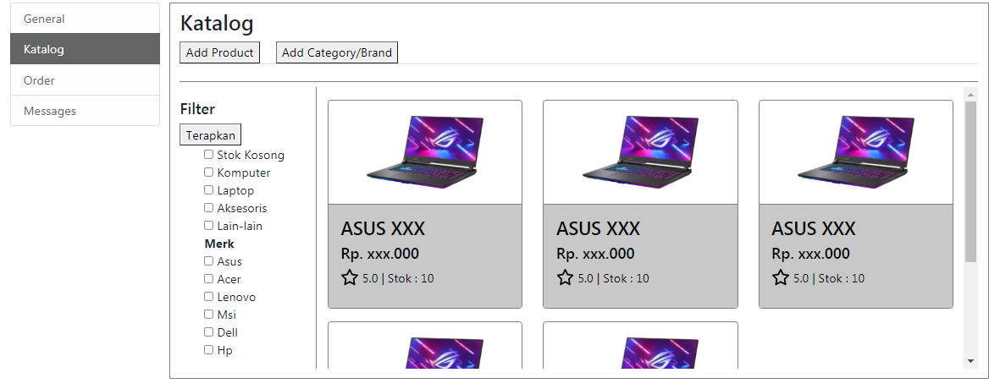 General
Katalog
Order
Messages
Katalog
Add Product
Add Category/Brand
Filter
Terapkan
Stok Kosong
Komputer
Laptop
Aksesoris
Lain-lain
Merk
Asus
Acer
Lenovo
Msi
Dell
Hp
ASUS XXX
Rp. xxx.000
5.0 | Stok : 10
ASUS XXX
Rp. xxx.000
5.0 | Stok : 10
ASUS XXX
Rp. xxx.000
5.0 | Stok : 10